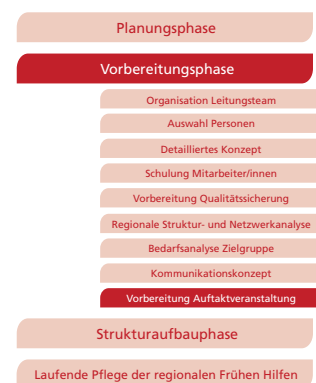 Planungsphase
Vorbereitungsphase
Organisation Leitungsteam
Auswahl Personen
Detailliertes Konzept
Schulung Mitarbeiter/innen
Vorbereitung Qualitätssicherung
Regionale Struktur- und Netzwerkanalyse
Bedarfsanalyse Zielgruppe
Kommunikationskonzept
Vorbereitung Auftaktveranstaltung
Strukturaufbauphase
Laufende Pflege der regionalen Frühen Hilfen